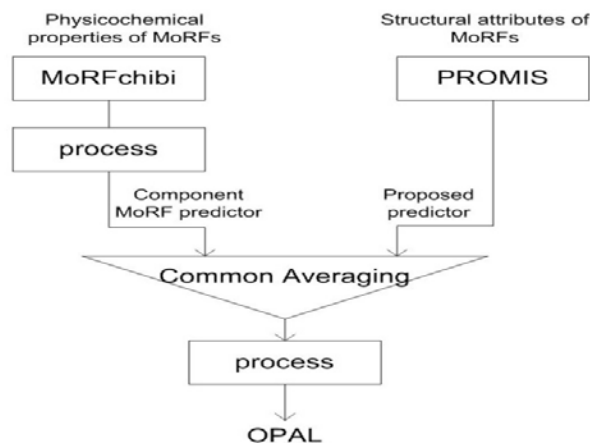 Physicochemical
properties of MoRFs
MoRFchibi
process
Component
MoRF predictor
Structural attributes of
MoRFs
PROMIS
Proposed
predictor
Common Averaging
process
OPAL